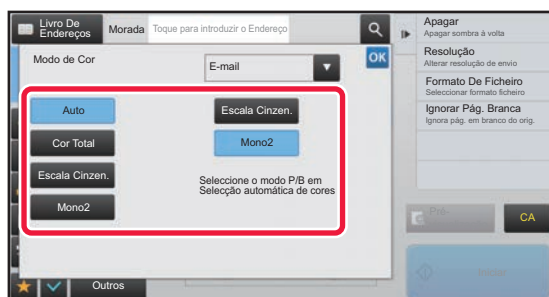 Livro De
Endereços
Morada
Toque para introduzir o Endereço
Modo de Cor
E-mail
OK
Auto
Cor Total
Escala Cinzen.
Mono2
Escala Cinzen.
Mono2
Seleccione o modo P/B em
Selecção automática de cores
Outros
Apagar
Apagar sombra à volta
Resolução
Alterar resolução de envio
Formato De Ficheiro
Seleccionar formato ficheiro
Ignorar Pág. Branca
Ignora pág. em branco do orig.
Pré-
CA
Iniciar